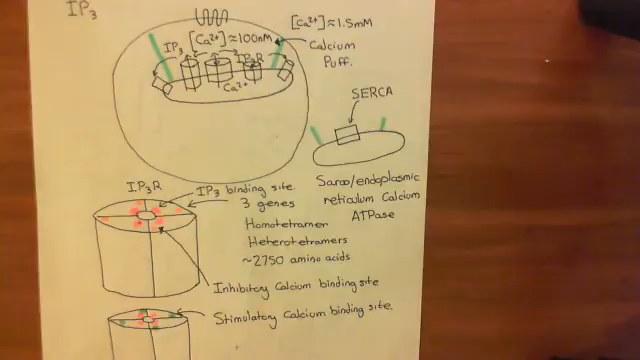 IP3
[Ca2+]≈1.5mM
IP3
[Ca2+]≈100nM
IP3R
Ca2+
Calcium
Puff.
SERCA
Sarco/endoplasmic
reticulum Calcium
ATPase
IP3R
IP3 binding site.
3 genes
Homotetramer
Heterotetramers
~2750 amino acids
Inhibitory Calcium binding site
Stimulatory Calcium binding site.